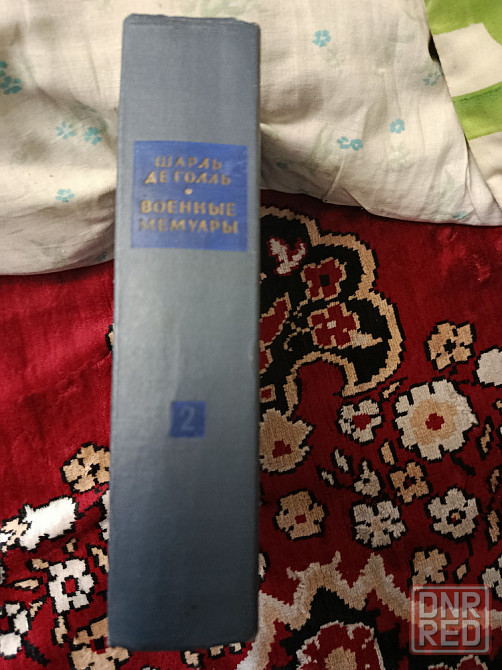 ШАРЛЬ
ДЕ ГОЛЛЬ
•
ВОЕННЫЕ
МЕМУАРЫ
2
DNR
RED